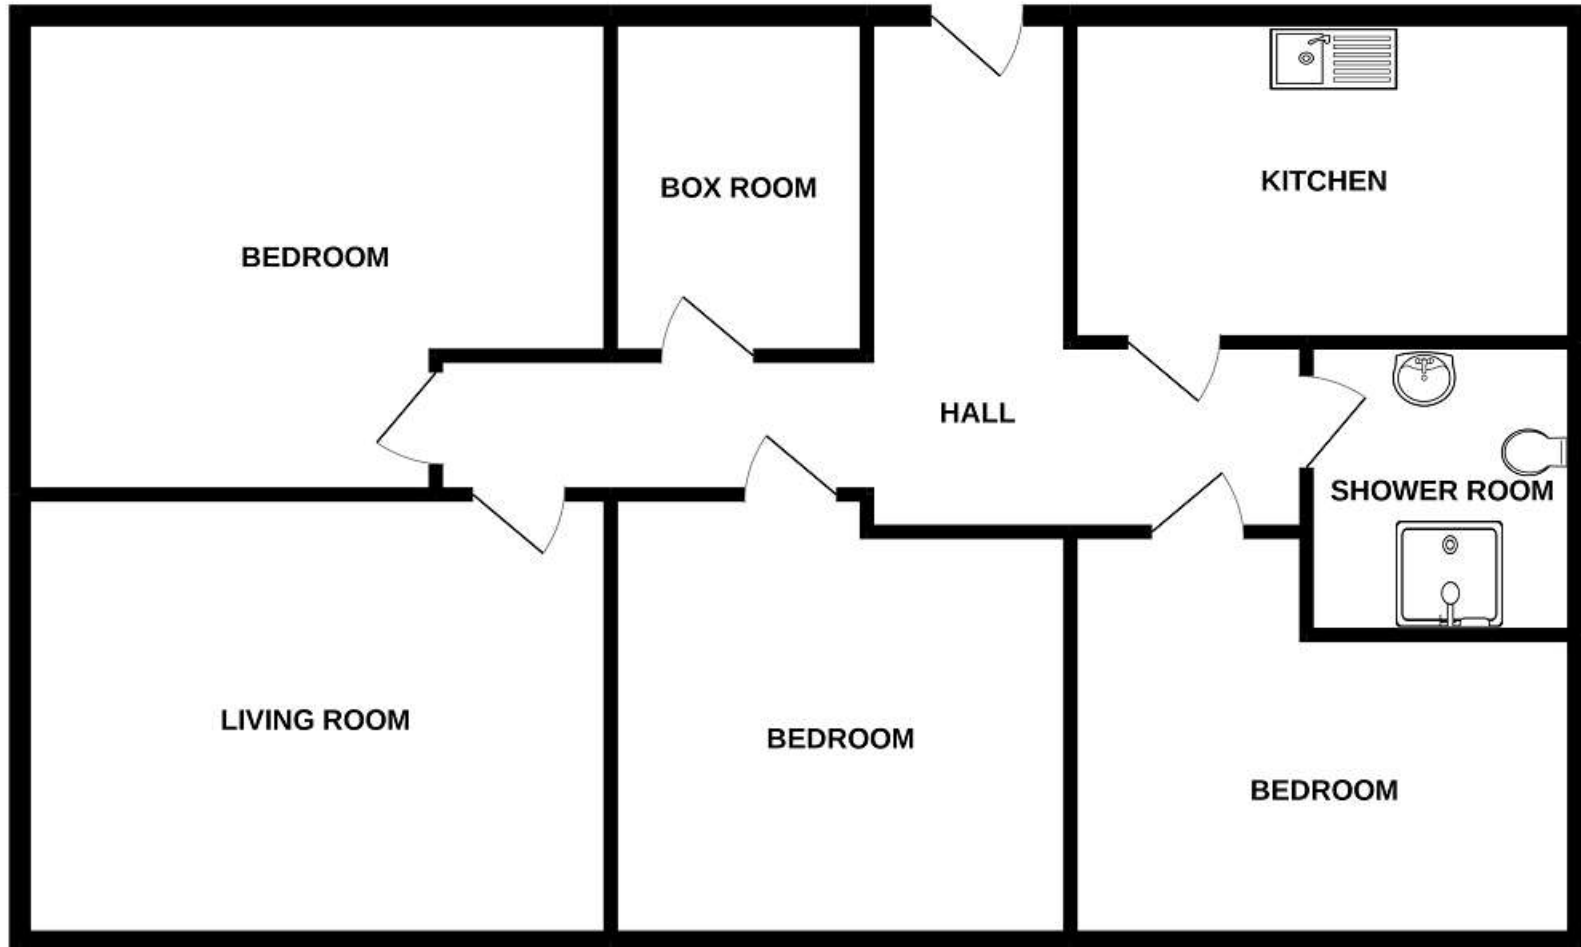 KITCHEN
BOX ROOM
BEDROOM
HALL
SHOWER ROOM
LIVING ROOM
BEDROOM
BEDROOM